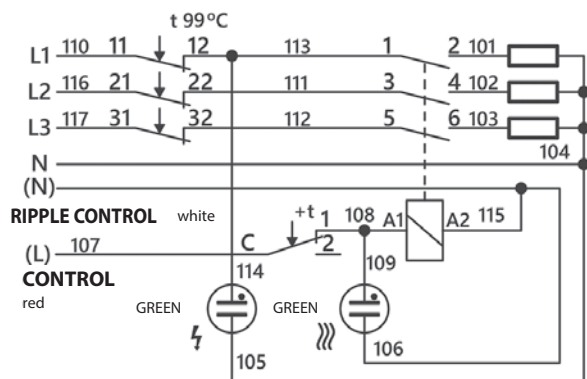 t 99°C
L1 110 11 12 113 1 2 101
L2 116 21 22 111 3 4 102
L3 117 31 32 112 5 6 103
N 104
(N)
RIPPLE CONTROL white
+t 1 108 A1 A2 115
(L) 107 C 2
CONTROL 114 109
red
GREEN GREEN
105 106